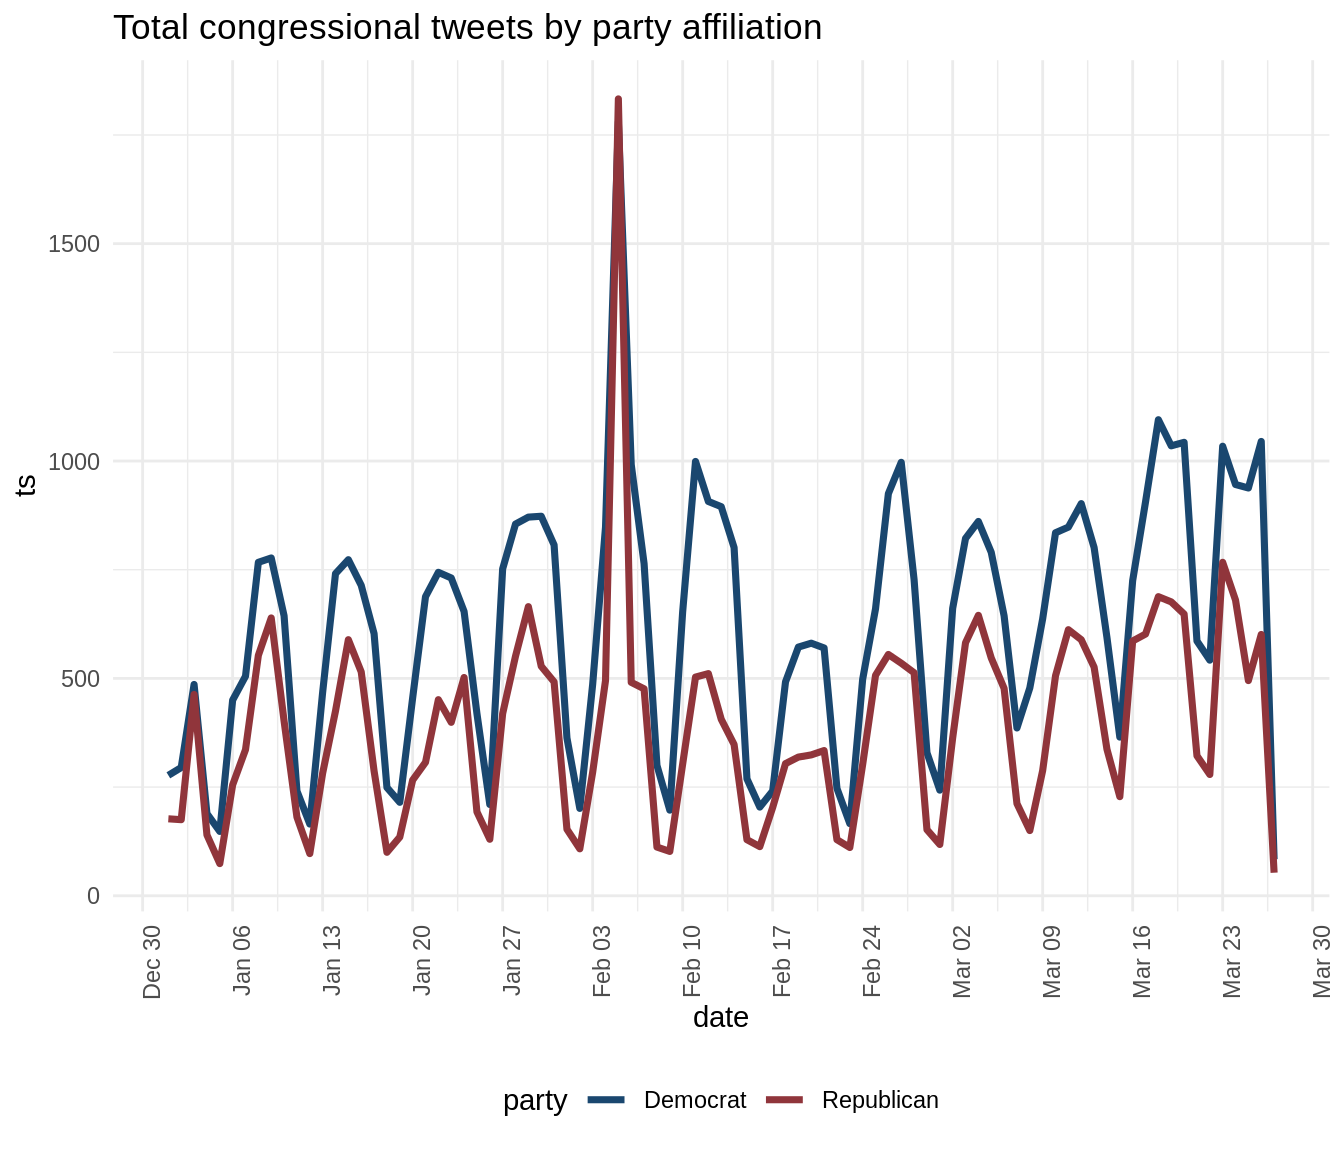 Total congressional tweets by party affiliation
ts
1500
1000
500
0
Dec 30
Jan 06
Jan 13
Jan 20
Jan 27
Feb 03
Feb 10
Feb 17
Feb 24
Mar 02
Mar 09
Mar 16
Mar 23
Mar 30
date
party Democrat Republican